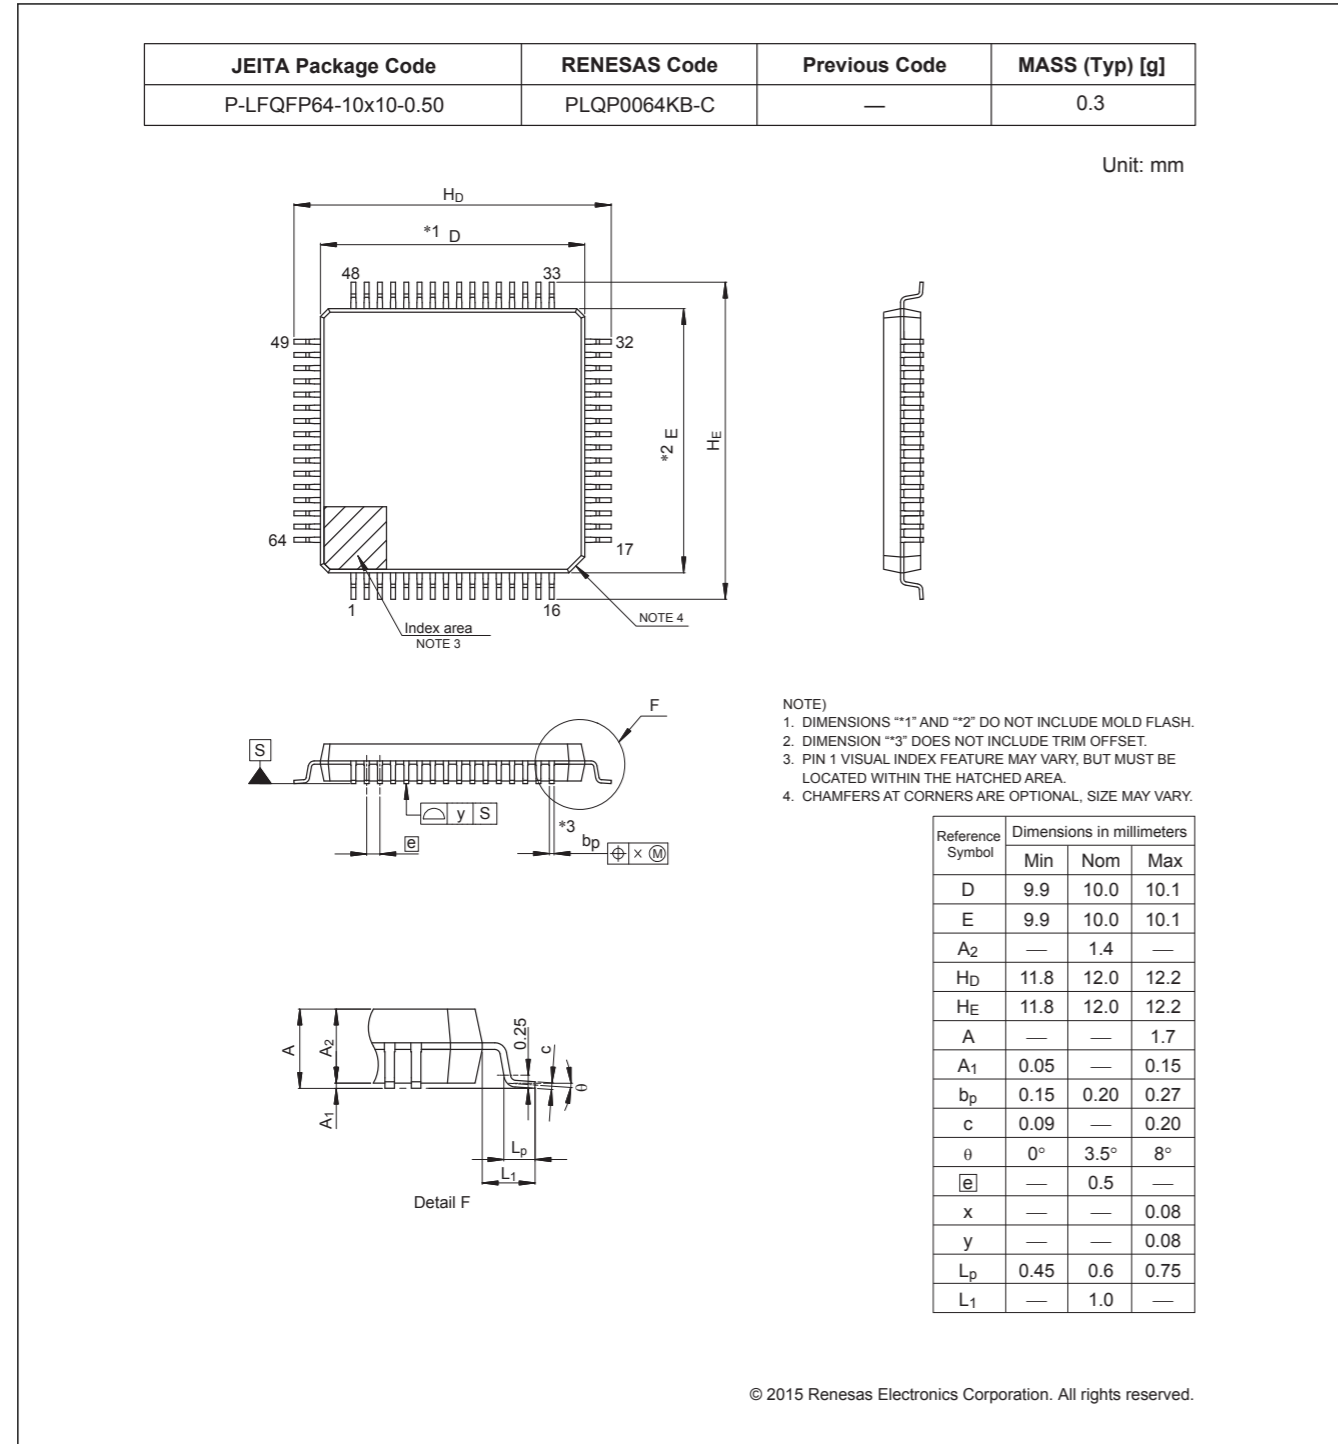 JEITA Package Code RENESAS Code Previous Code MASS (Typ) [g]
P-LFQFP64-10x10-0.50 PLQP0064KB-C — 0.3
Unit: mm
HD
*1 D
48 33
49 32
*2 E
HE
64 17
1 16
Index area
NOTE 3
NOTE 4
F
S
y S
e
*3
bp
× Ⓜ
NOTE)
1. DIMENSIONS “*1” AND “*2” DO NOT INCLUDE MOLD FLASH.
2. DIMENSION “*3” DOES NOT INCLUDE TRIM OFFSET.
3. PIN 1 VISUAL INDEX FEATURE MAY VARY, BUT MUST BE
LOCATED WITHIN THE HATCHED AREA.
4. CHAMFERS AT CORNERS ARE OPTIONAL, SIZE MAY VARY.
Reference Symbol Dimensions in millimeters
Min Nom Max
D 9.9 10.0 10.1
E 9.9 10.0 10.1
A2 — 1.4 —
HD 11.8 12.0 12.2
HE 11.8 12.0 12.2
A — — 1.7
A1 0.05 — 0.15
bp 0.15 0.20 0.27
c 0.09 — 0.20
θ 0° 3.5° 8°
e — 0.5 —
x — — 0.08
y — — 0.08
Lp 0.45 0.6 0.75
L1 — 1.0 —
A
A2
A1
0.25
c
θ
Lp
L1
Detail F
© 2015 Renesas Electronics Corporation. All rights reserved.